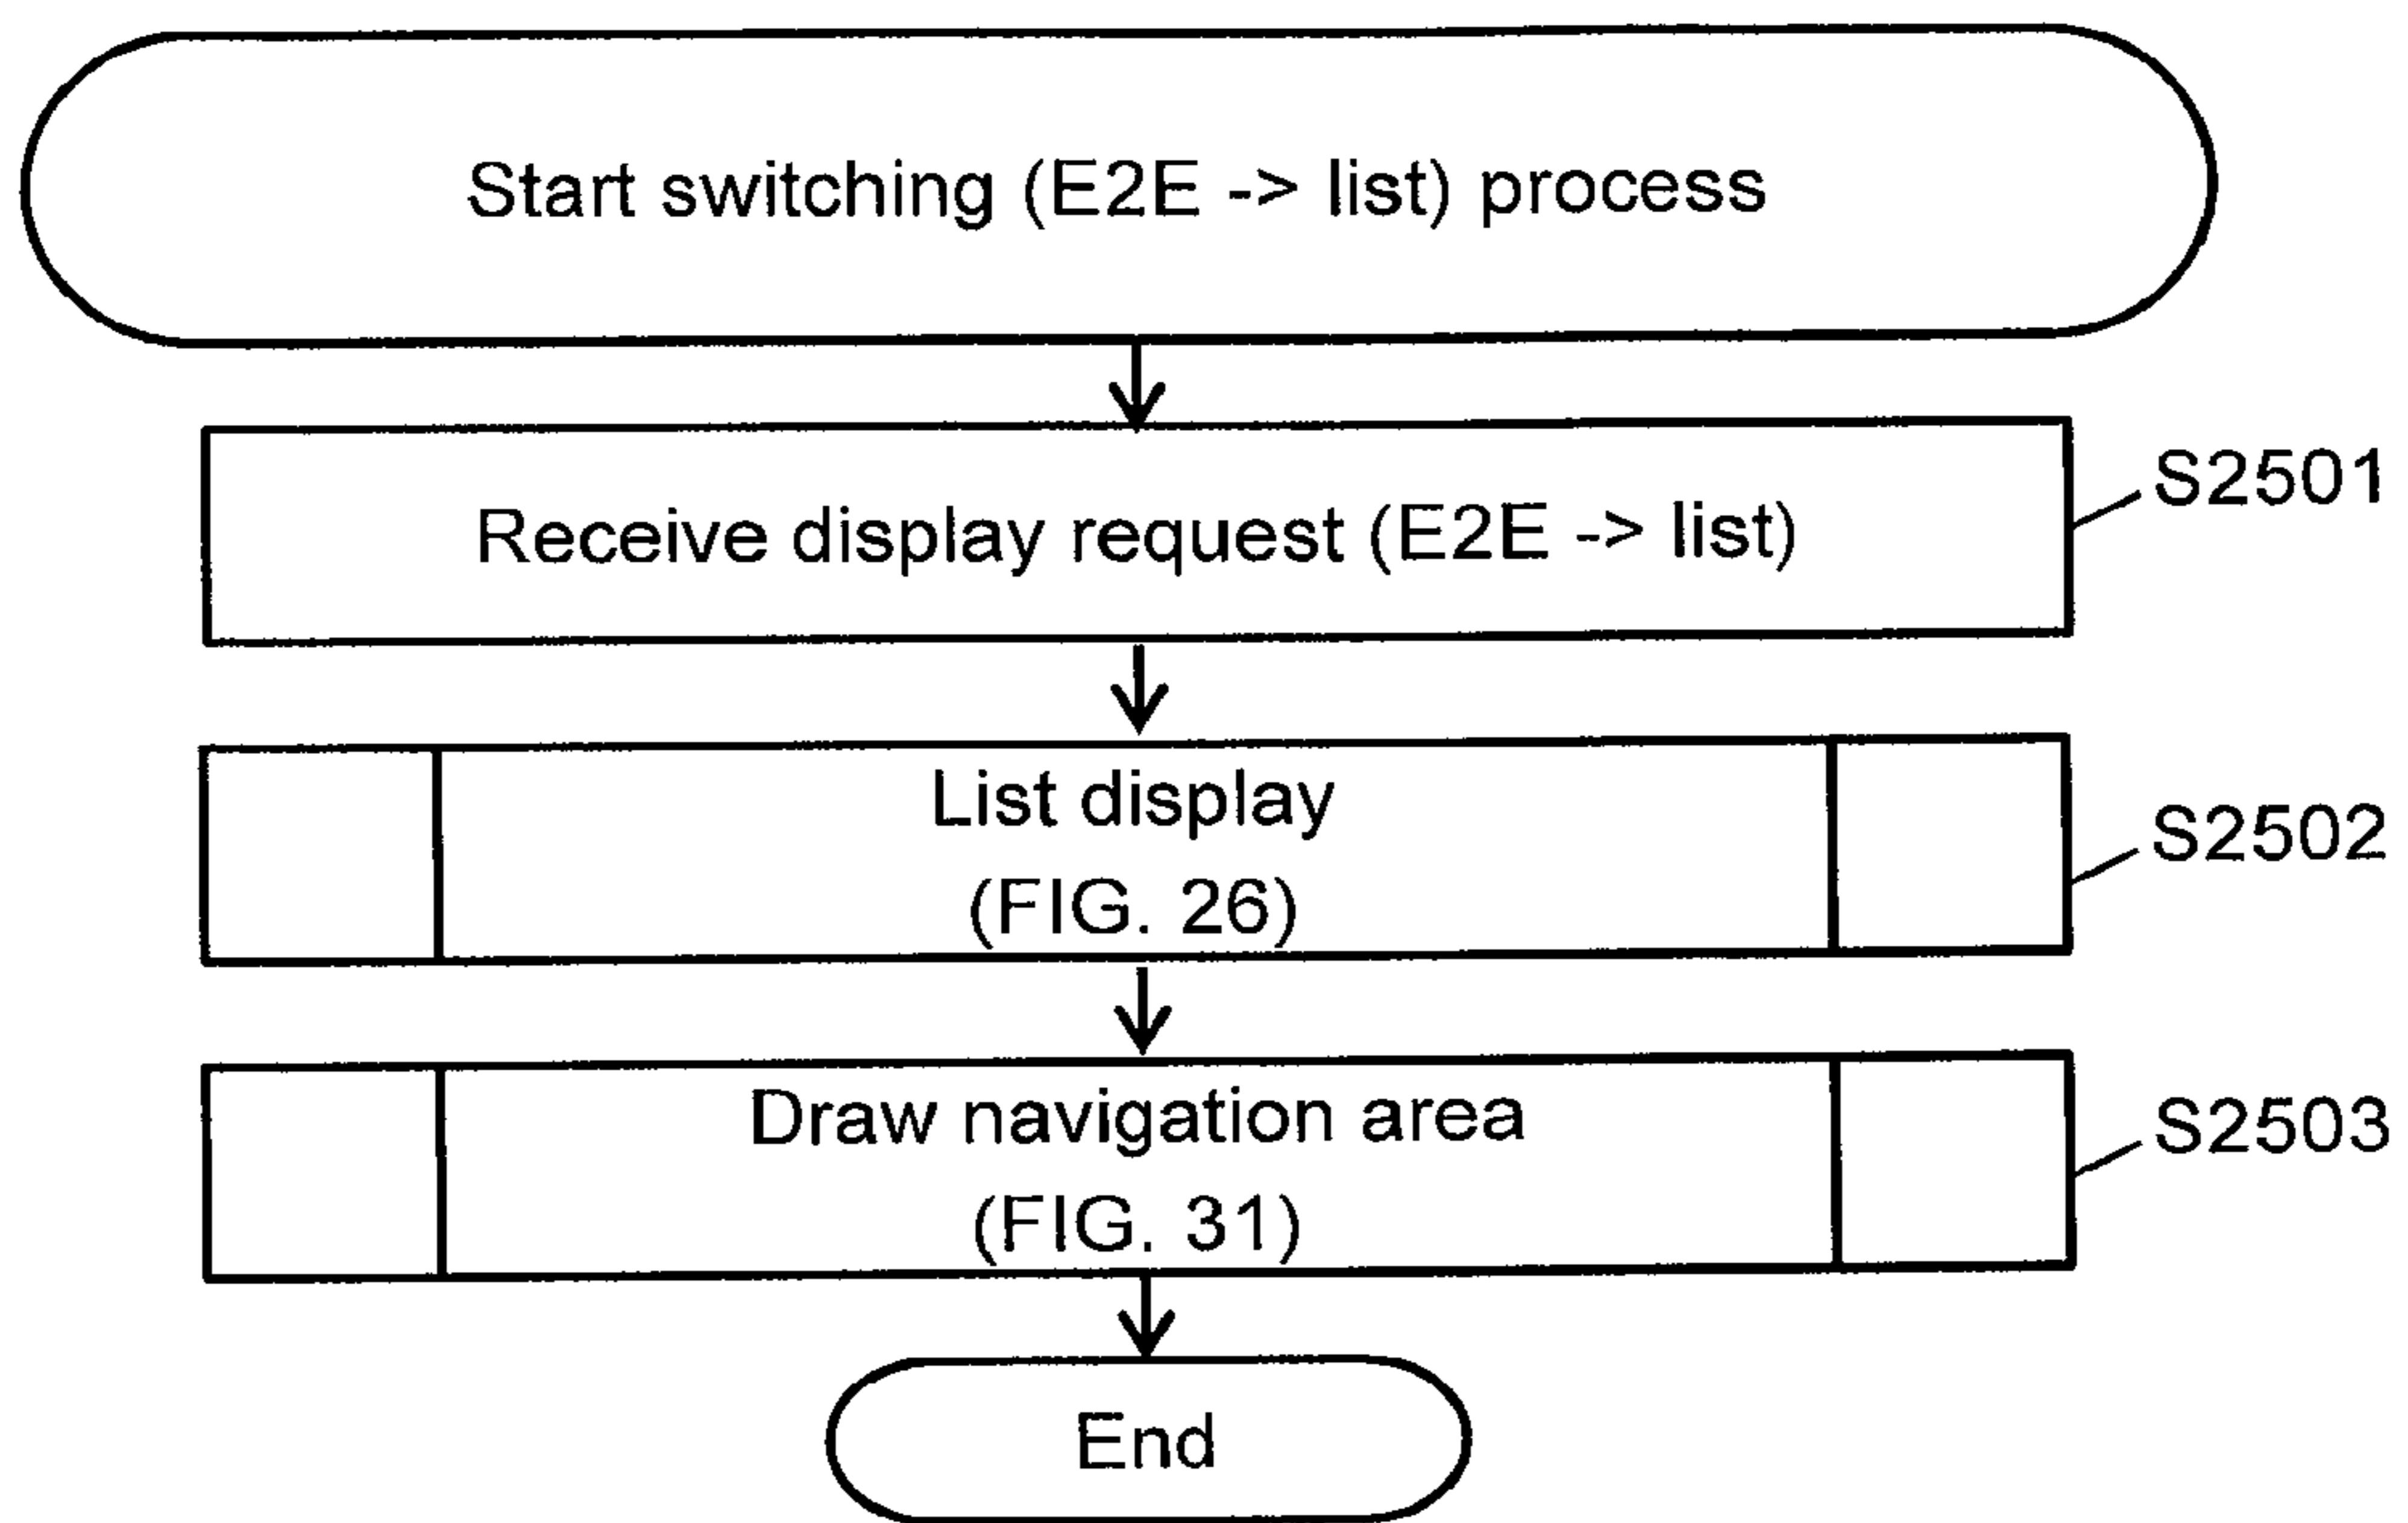 Start switching (E2E -> list) process
Receive display request (E2E -> list)
S2501
List display
(FIG. 26)
S2502
Draw navigation area
(FIG. 31)
S2503
End